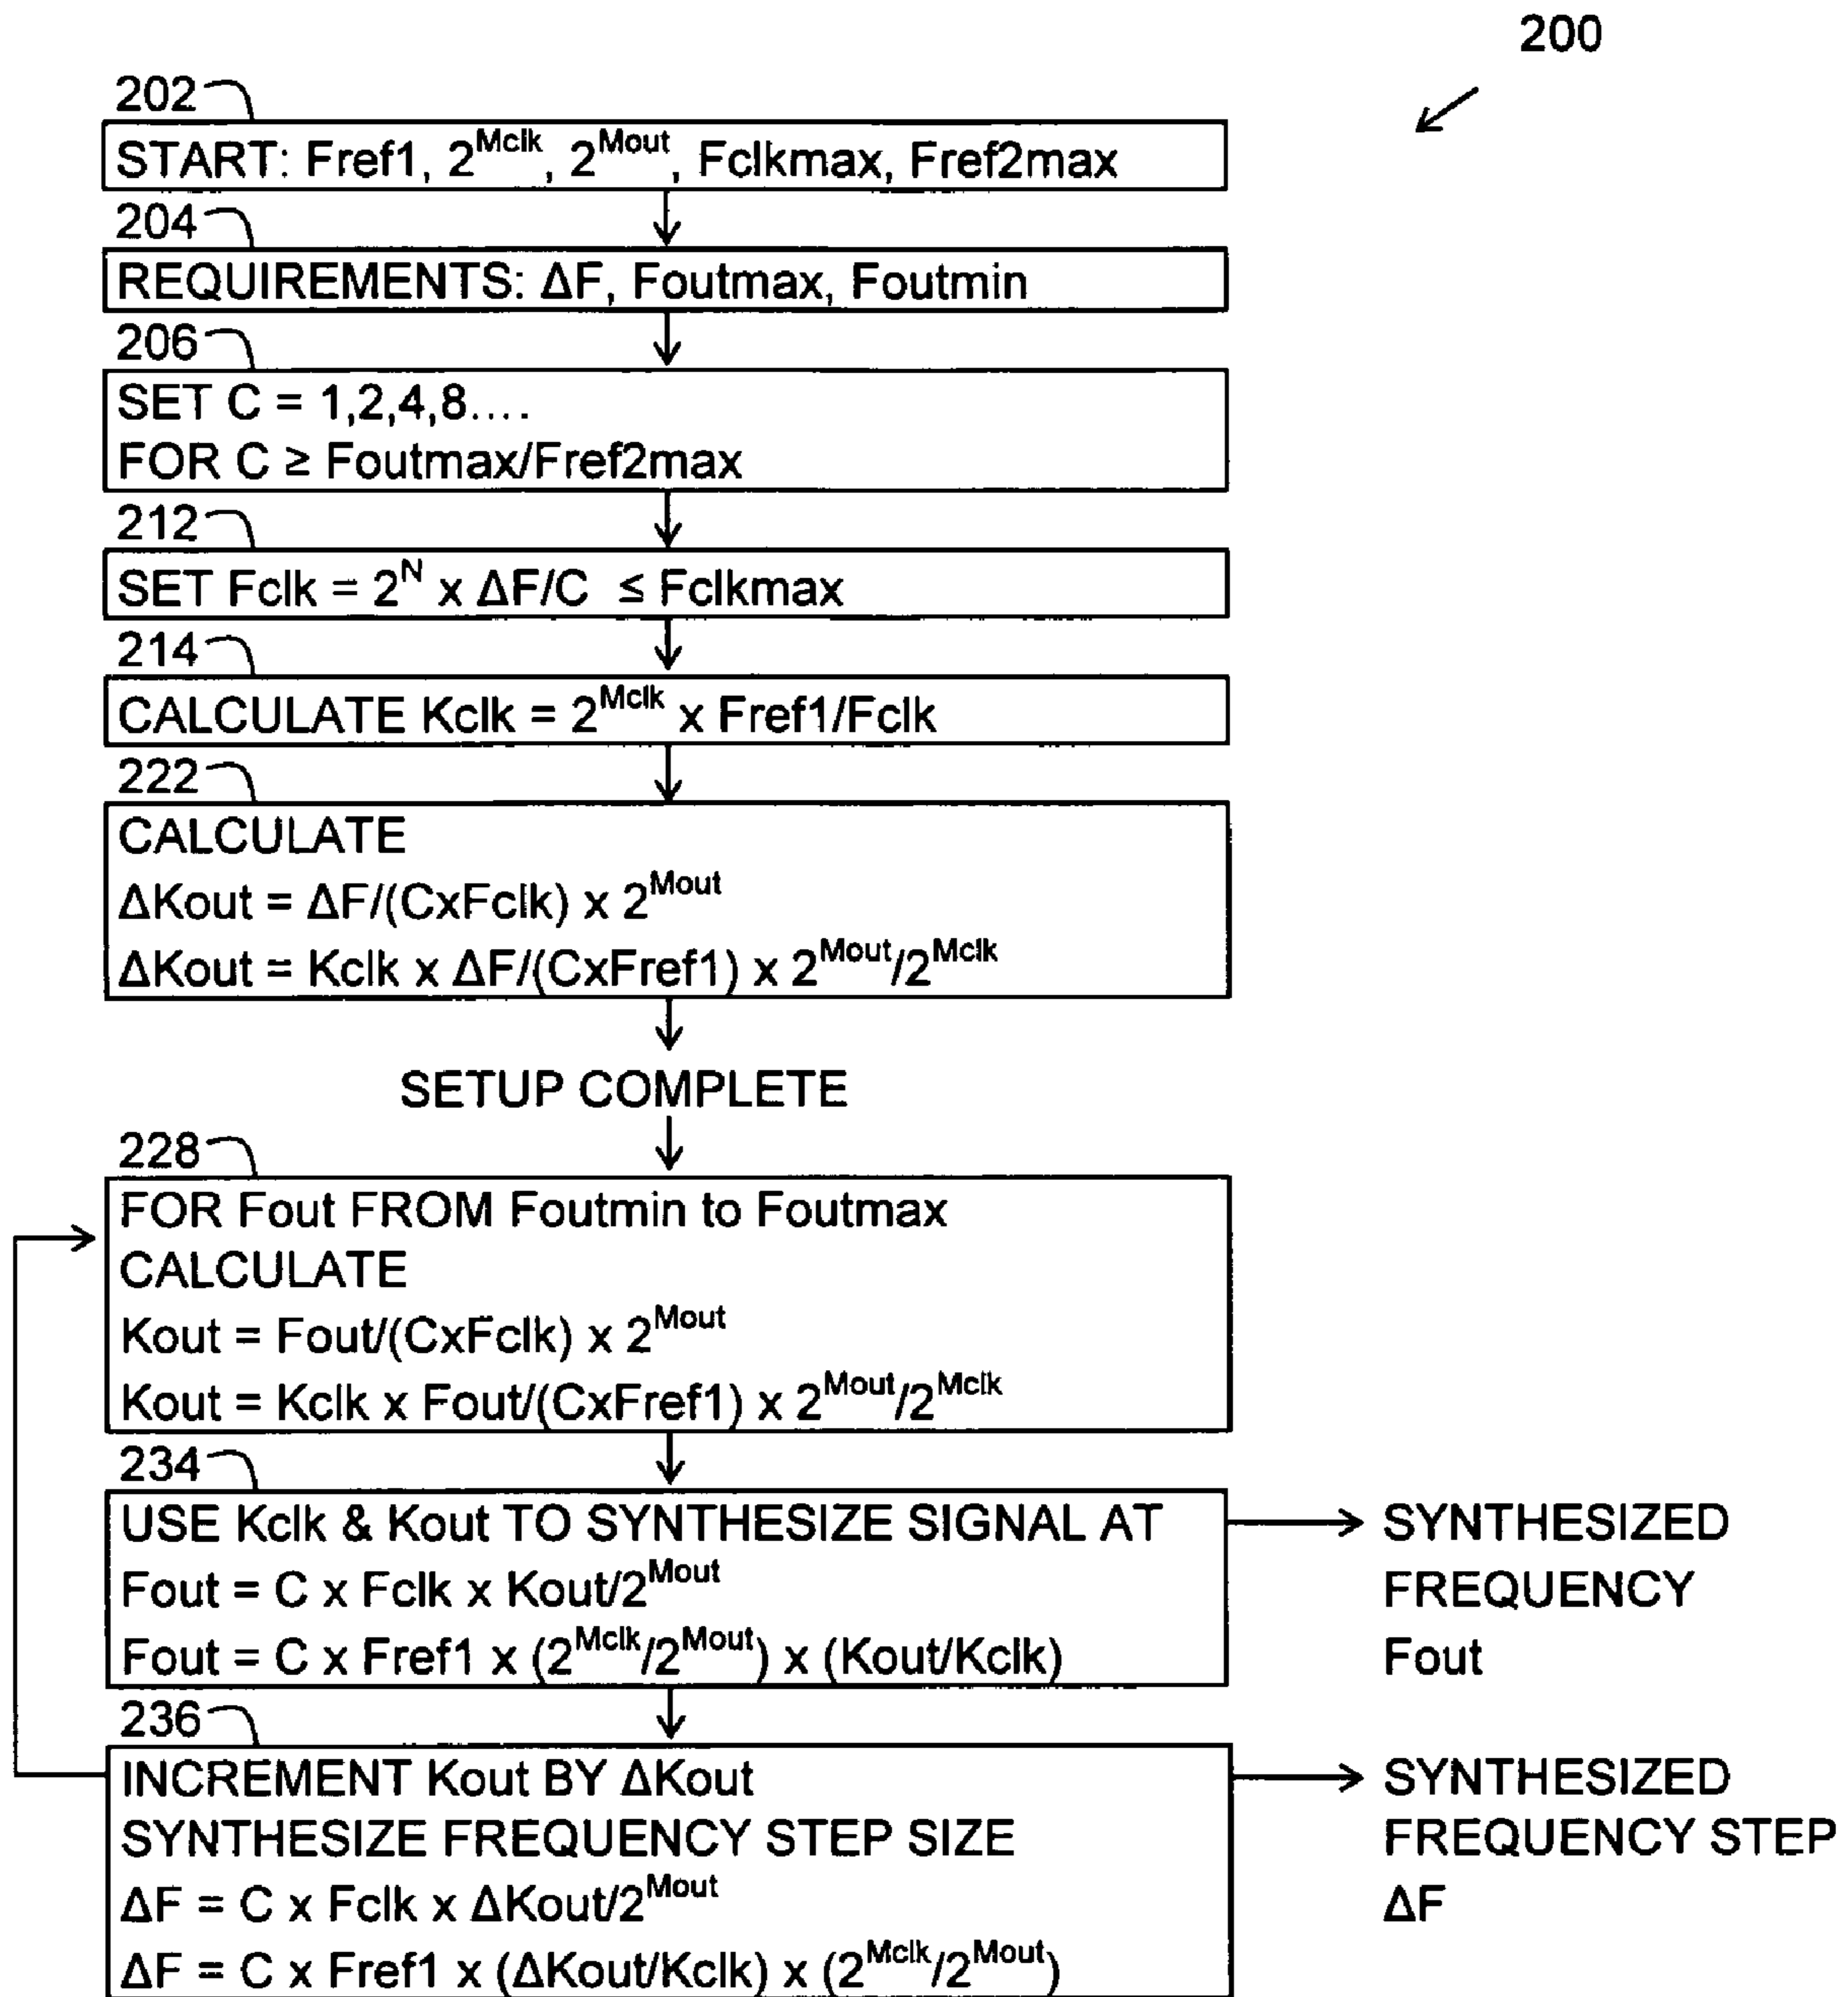 200
202
START: Fref1, 2^Mclk, 2^Mout, Fclkmax, Fref2max
204
REQUIREMENTS: ΔF, Foutmax, Foutmin
206
SET C = 1,2,4,8....
FOR C ≥ Foutmax/Fref2max
212
SET Fclk = 2^N x ΔF/C ≤ Fclkmax
214
CALCULATE Kclk = 2^Mclk x Fref1/Fclk
222
CALCULATE
ΔKout = ΔF/(CxFclk) x 2^Mout
ΔKout = Kclk x ΔF/(CxFref1) x 2^Mout/2^Mclk
SETUP COMPLETE
228
FOR Fout FROM Foutmin to Foutmax
CALCULATE
Kout = Fout/(CxFclk) x 2^Mout
Kout = Kclk x Fout/(CxFref1) x 2^Mout/2^Mclk
234
USE Kclk & Kout TO SYNTHESIZE SIGNAL AT
Fout = C x Fclk x Kout/2^Mout
Fout = C x Fref1 x (2^Mclk/2^Mout) x (Kout/Kclk)
SYNTHESIZED
FREQUENCY
Fout
236
INCREMENT Kout BY ΔKout
SYNTHESIZE FREQUENCY STEP SIZE
ΔF = C x Fclk x ΔKout/2^Mout
ΔF = C x Fref1 x (ΔKout/Kclk) x (2^Mclk/2^Mout)
SYNTHESIZED
FREQUENCY STEP
ΔF